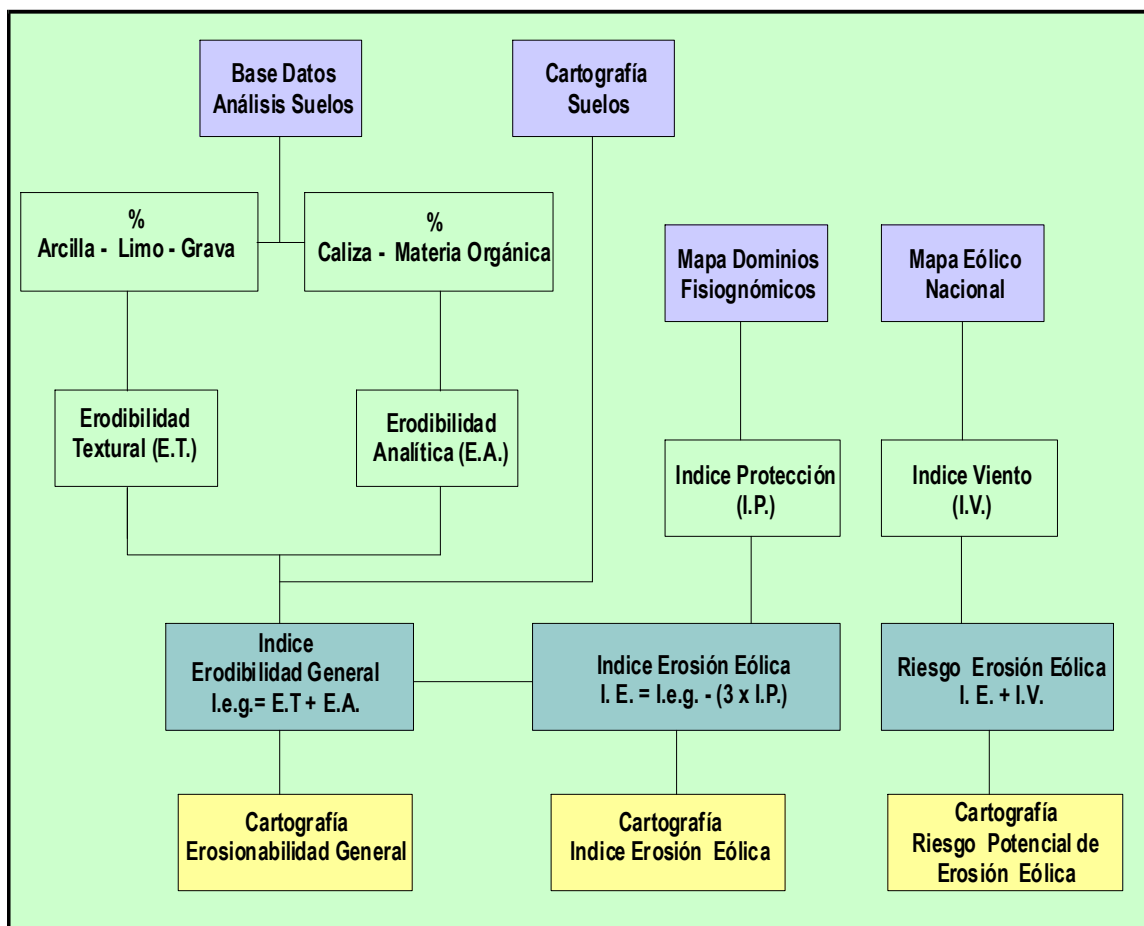 Base Datos
Análisis Suelos
Cartografía
Suelos
%
Arcilla - Limo - Grava
%
Caliza - Materia Orgánica
Mapa Dominios
Fisiognómicos
Mapa Eólico
Nacional
Erodibilidad
Textural (E.T.)
Erodibilidad
Analítica (E.A.)
Indice Protección
(I.P.)
Indice Viento
(I.V.)
Indice
Erodibilidad General
I.e.g.= E.T + E.A.
Indice Erosión Eólica
I. E. = I.e.g. - (3 x I.P.)
Riesgo Erosión Eólica
I. E. + I.V.
Cartografía
Erosionabilidad General
Cartografía
Indice Erosión Eólica
Cartografía
Riesgo Potencial de
Erosión Eólica